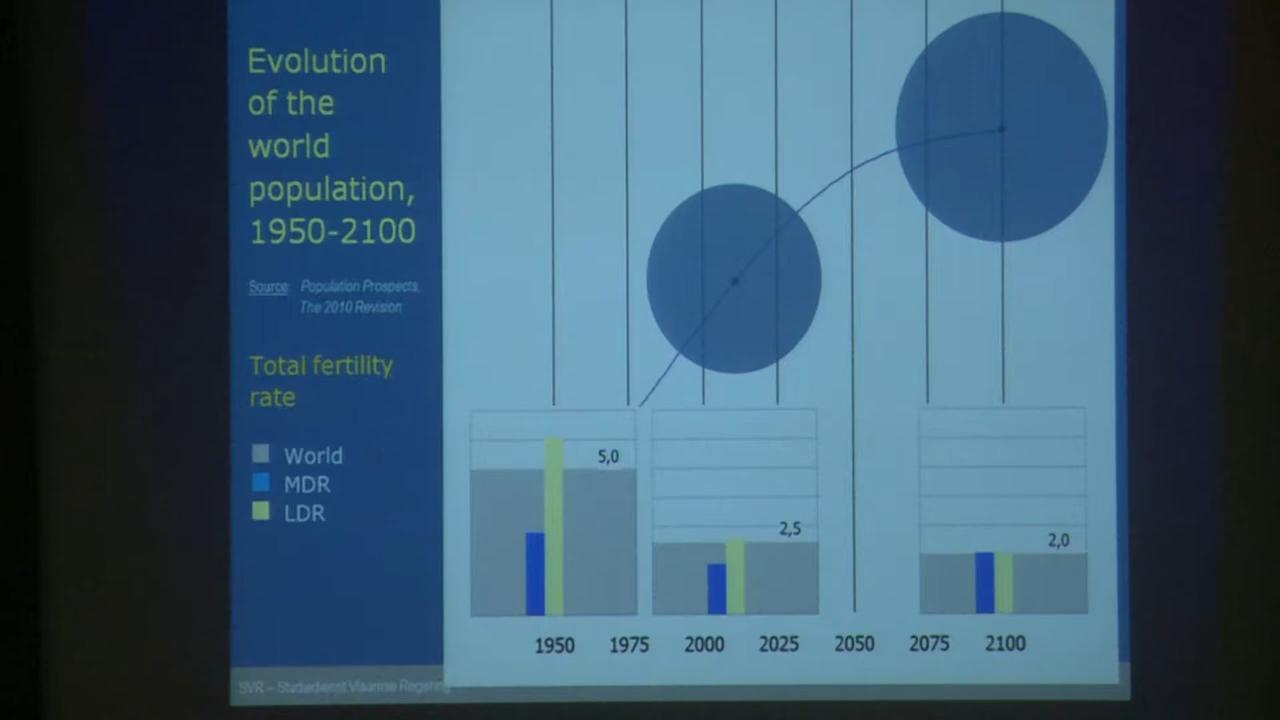 Evolution
of the
world
population,
1950-2100
Source: Population Prospects,
The 2010 Revision
Total fertility
rate
World
MDR
LDR
5,0
2,5
2,0
1950 1975 2000 2025 2050 2075 2100
SVR – Studiedienst Vlaamse Regering